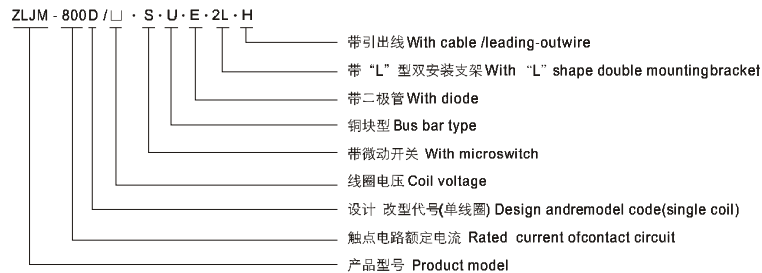 ZLJM-800D/□·S·U·E·2L·H
带引出线 With cable /leading-outwire
带“L”型双安装支架 With “L” shape double mountingbracket
带二极管 With diode
铜块型 Bus bar type
带微动开关 With microswitch
线圈电压 Coil voltage
设计 改型代号(单线圈) Design andremodel code(single coil)
触点电路额定电流 Rated current ofcontact circuit
产品型号 Product model